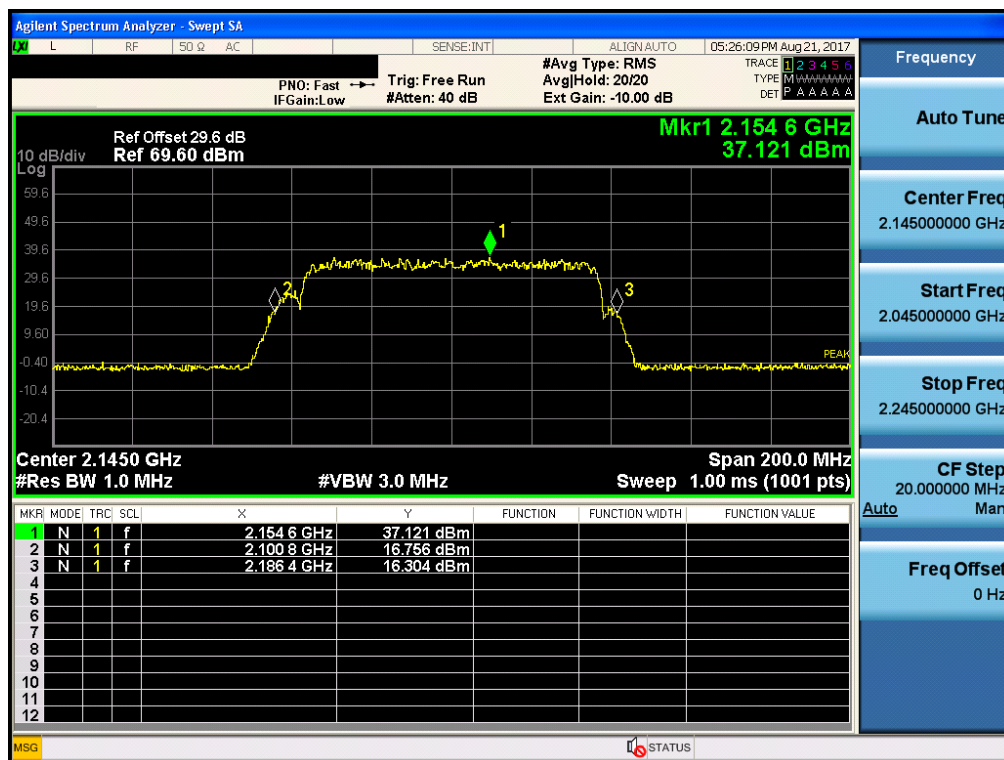 Agilent Spectrum Analyzer - Swept SA
LXI L RF 50 Ω AC SENSE:INT ALIGN AUTO 05:26:09 PM Aug 21, 2017
#Avg Type: RMS TRACE 1 2 3 4 5 6
PNO: Fast Trig: Free Run Avg|Hold: 20/20 TYPE M WWWWW
IFGain:Low #Atten: 40 dB Ext Gain: -10.00 dB DET P A A A A A
Mkr1 2.154 6 GHz
Ref Offset 29.6 dB
10 dB/div Ref 69.60 dBm 37.121 dBm
Log
59.6
49.6
1
39.6
29.6
2 3
19.6
9.60
PEAK
-0.40
-10.4
-20.4
Center 2.1450 GHz Span 200.0 MHz
#Res BW 1.0 MHz #VBW 3.0 MHz Sweep 1.00 ms (1001 pts)
MKR MODE TRC SCL X Y FUNCTION FUNCTION WIDTH FUNCTION VALUE
1 N 1 f 2.154 6 GHz 37.121 dBm
2 N 1 f 2.100 8 GHz 16.756 dBm
3 N 1 f 2.186 4 GHz 16.304 dBm
4
5
6
7
8
9
10
11
12
MSG STATUS
Frequency
Auto Tune
Center Freq
2.145000000 GHz
Start Freq
2.045000000 GHz
Stop Freq
2.245000000 GHz
CF Step
20.000000 MHz
Auto Man
Freq Offset
0 Hz